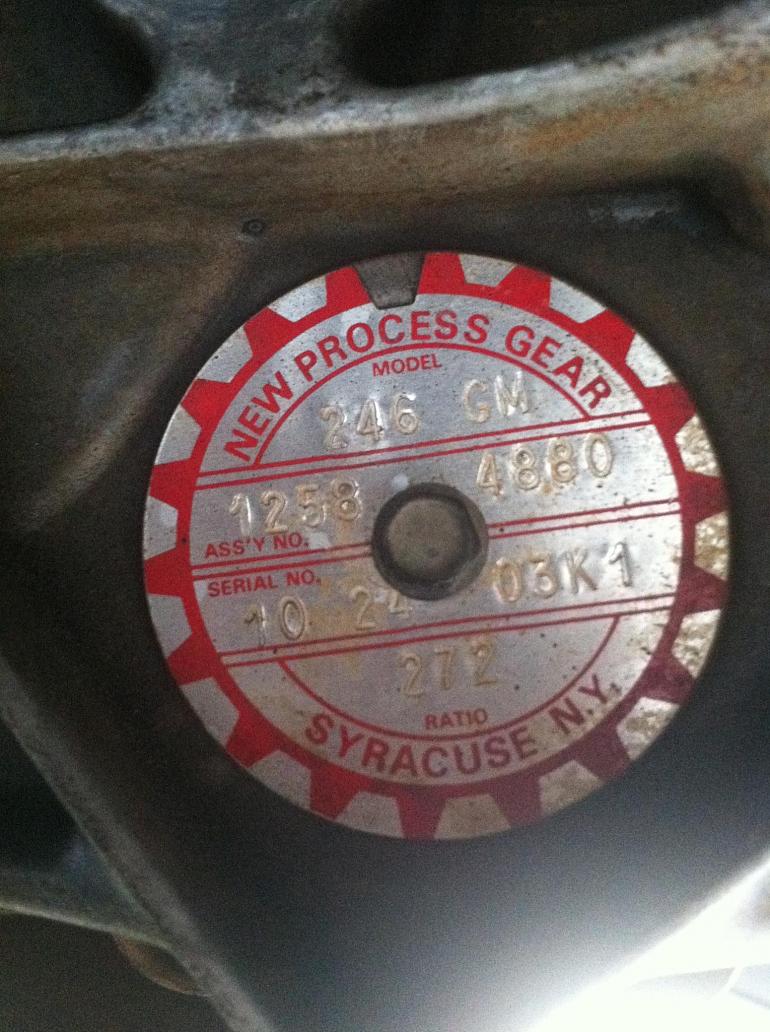 NEW PROCESS GEAR
MODEL
246 GM
1258 4880
ASS'Y NO.
SERIAL NO.
10 24 03K1
272
RATIO
SYRACUSE N.Y.